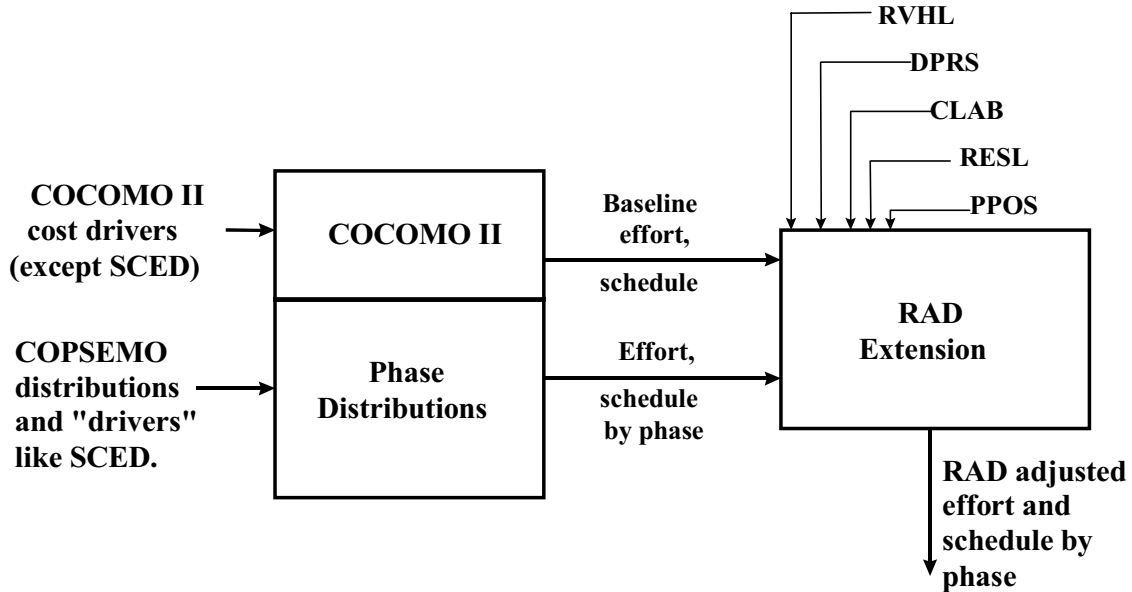 RVHL
DPRS
CLAB
RESL
PPOS
COCOMO II
cost drivers
(except SCED)
COCOMO II
Baseline
effort,
schedule
RAD
Extension
COPSEMO
distributions
and "drivers"
like SCED.
Phase
Distributions
Effort,
schedule
by phase
RAD adjusted
effort and
schedule by
phase